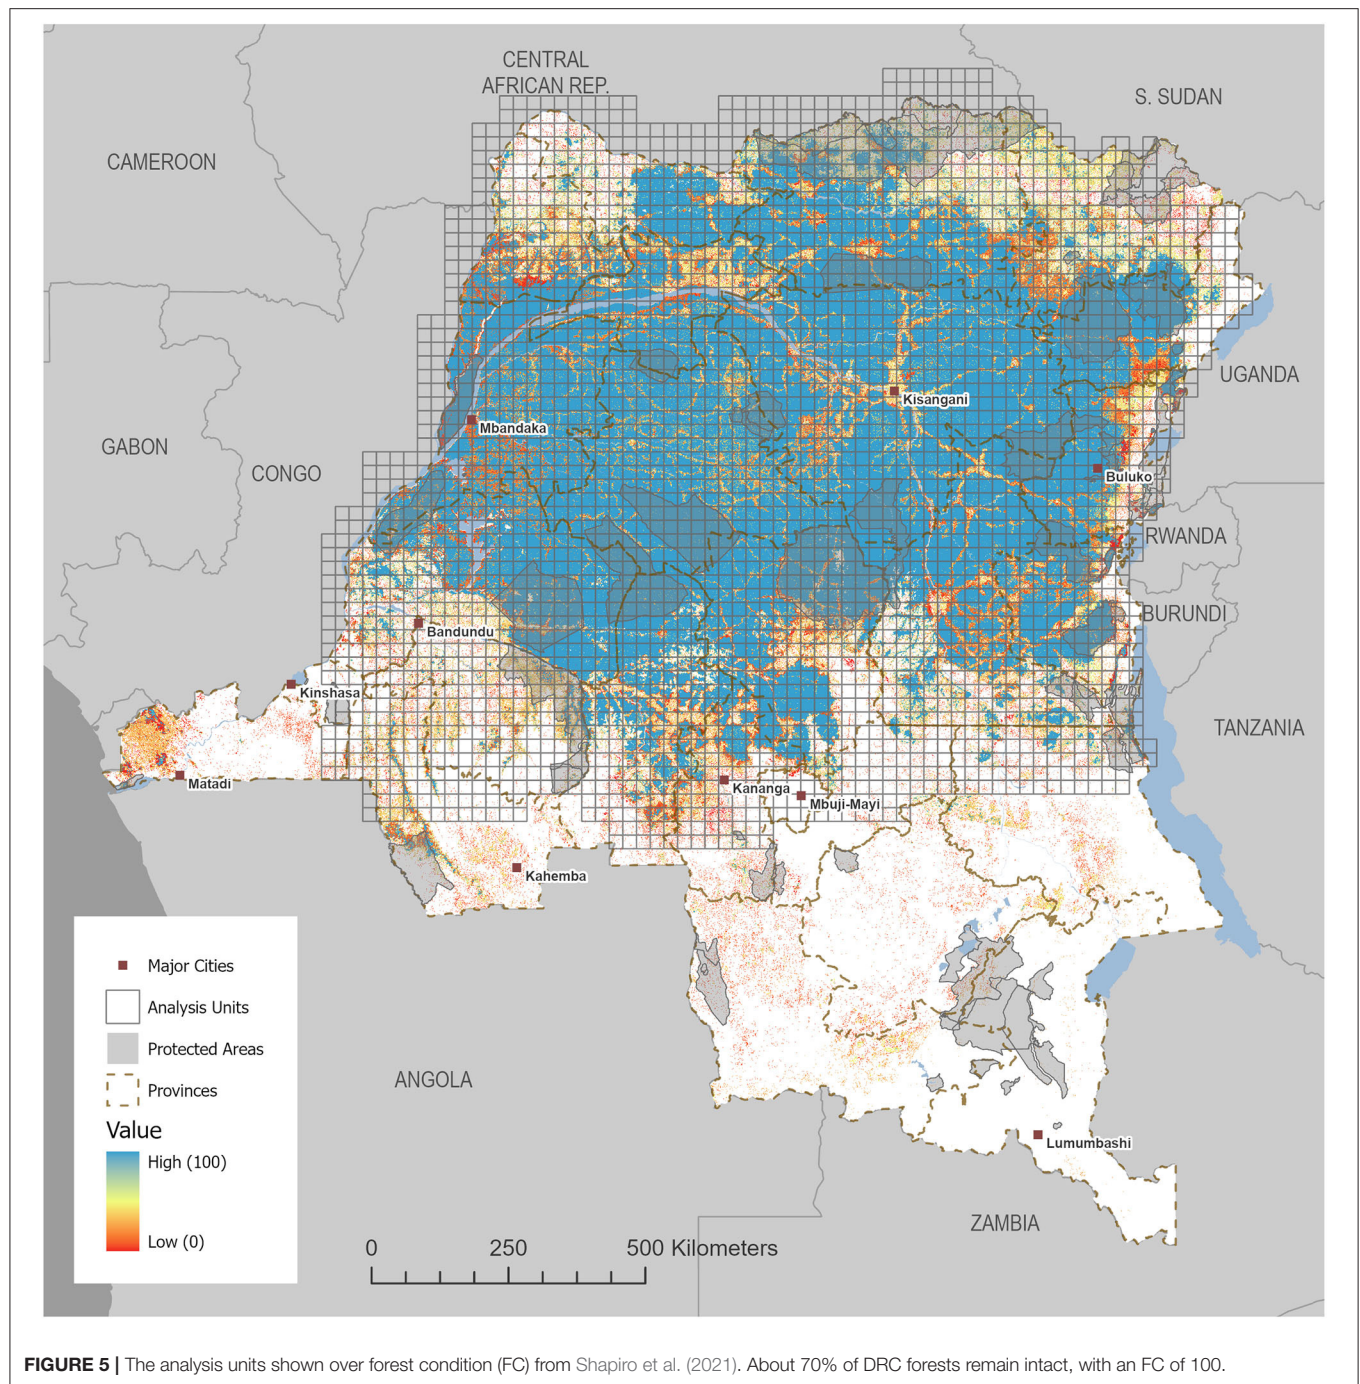 CENTRAL
AFRICAN REP.
S. SUDAN
CAMEROON
UGANDA
Kisangani
Mbandaka
GABON
CONGO
Buluko
RWANDA
BURUNDI
Bandundu
Kinshasa
TANZANIA
Matadi
Kananga
Mbuji-Mayi
Kahemba
Major Cities
Analysis Units
Protected Areas
Provinces
Value
High (100)
Low (0)
ANGOLA
Lumumbashi
ZAMBIA
0 250 500 Kilometers
FIGURE 5 | The analysis units shown over forest condition (FC) from Shapiro et al. (2021). About 70% of DRC forests remain intact, with an FC of 100.